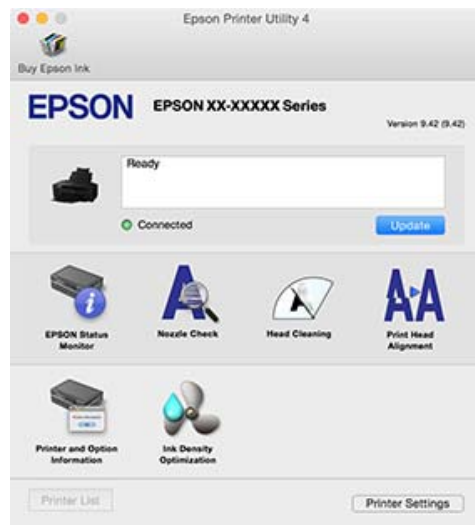 Epson Printer Utility 4
Buy Epson Ink
EPSON
EPSON XX-XXXXX Series
Version 9.42 (9.42)
Ready
Connected
Update
EPSON Status
Monitor
Nozzle Check
Head Cleaning
Print Head
Alignment
Printer and Option
Information
Ink Density
Optimization
Printer List
Printer Settings